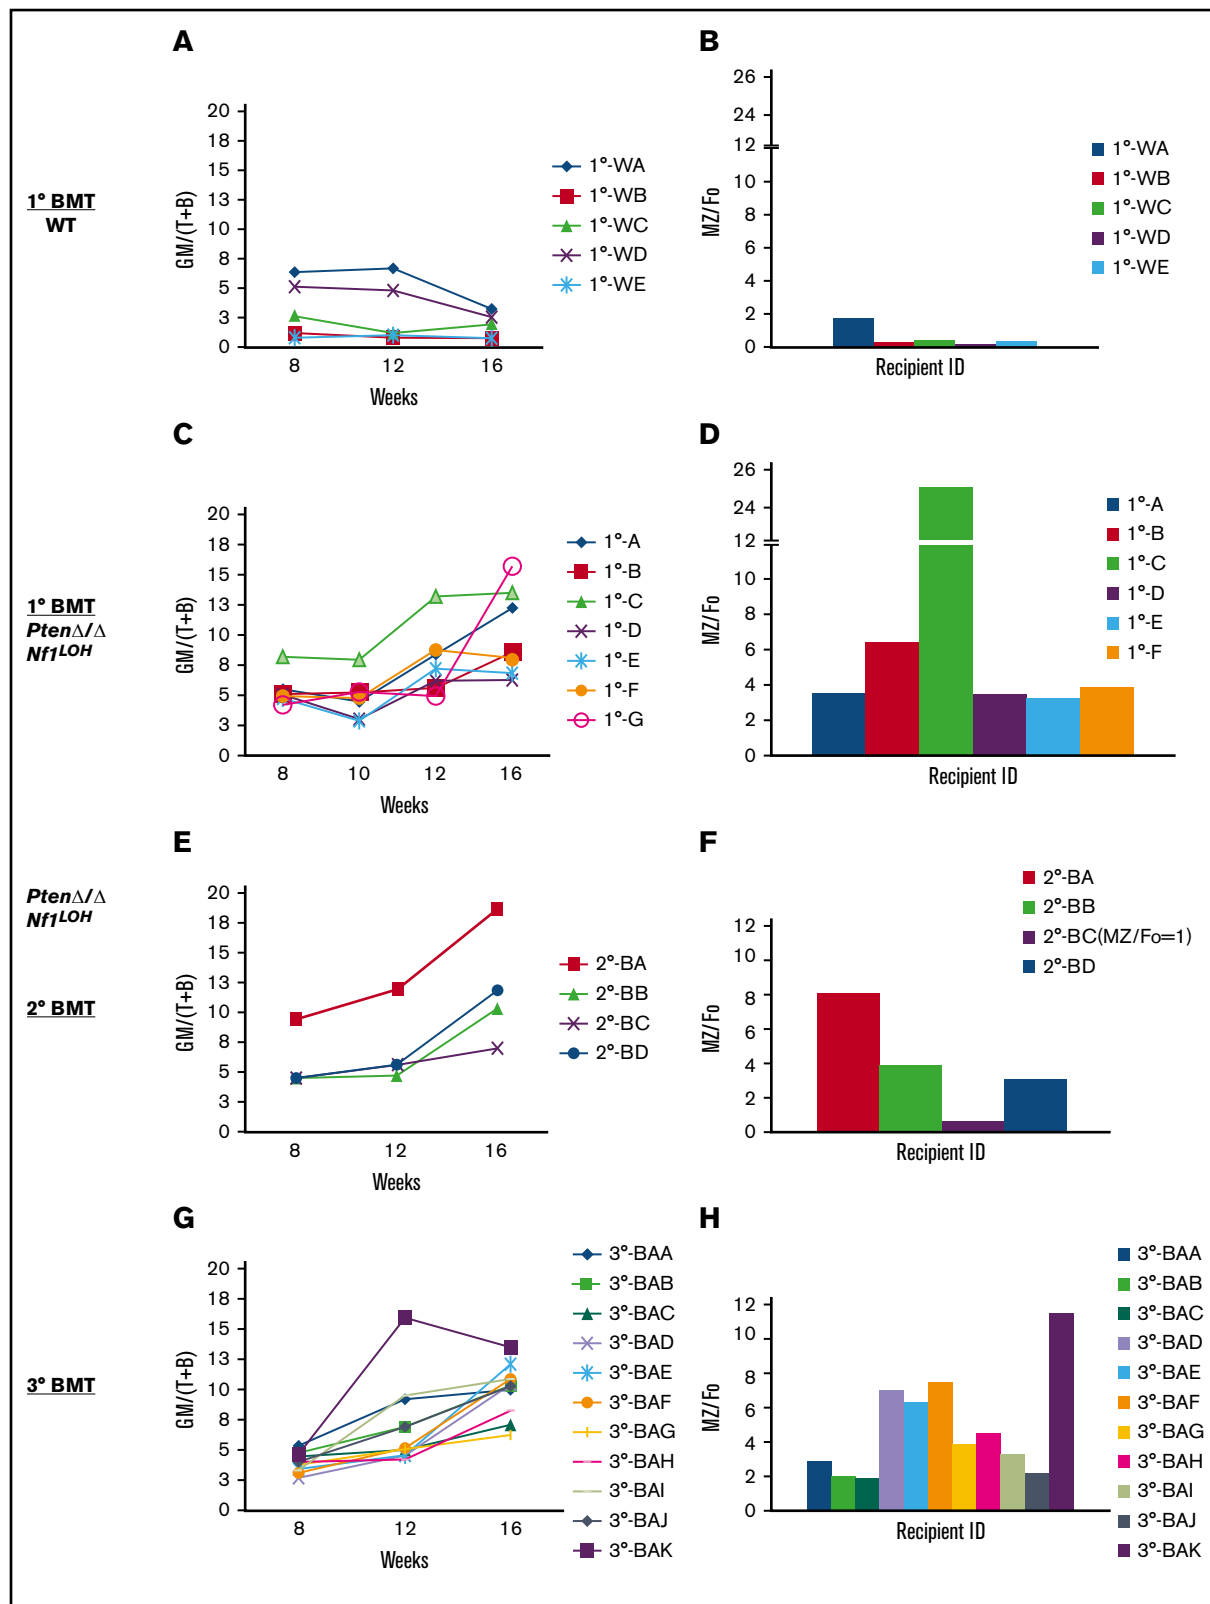 A
B
1° BMT
WT
GM/(T+B)
20
18
15
13
10
8
5
3
0
8
12
16
Weeks
1°-WA
1°-WB
1°-WC
1°-WD
1°-WE
MZ/Fo
26
24
12
10
8
6
4
2
0
Recipient ID
1°-WA
1°-WB
1°-WC
1°-WD
1°-WE
C
D
1° BMT
PtenΔ/Δ
Nf1LOH
GM/(T+B)
20
18
15
13
10
8
5
3
0
8
10
12
16
Weeks
1°-A
1°-B
1°-C
1°-D
1°-E
1°-F
1°-G
MZ/Fo
26
24
12
10
8
6
4
2
0
Recipient ID
1°-A
1°-B
1°-C
1°-D
1°-E
1°-F
E
F
PtenΔ/Δ
Nf1LOH
2° BMT
GM/(T+B)
20
18
15
13
10
8
5
3
0
8
12
16
Weeks
2°-BA
2°-BB
2°-BC
2°-BD
MZ/Fo
12
10
8
6
4
2
0
Recipient ID
2°-BA
2°-BB
2°-BC(MZ/Fo=1)
2°-BD
G
H
3° BMT
GM/(T+B)
20
18
15
13
10
8
5
3
0
8
12
16
Weeks
3°-BAA
3°-BAB
3°-BAC
3°-BAD
3°-BAE
3°-BAF
3°-BAG
3°-BAH
3°-BAI
3°-BAJ
3°-BAK
MZ/Fo
12
10
8
6
4
2
0
Recipient ID
3°-BAA
3°-BAB
3°-BAC
3°-BAD
3°-BAE
3°-BAF
3°-BAG
3°-BAH
3°-BAI
3°-BAJ
3°-BAK